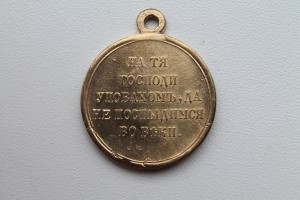 НА ТЯ
ГОСПОДИ
УПОВАХОМЪ, ДА
НЕ ПОСТЫДИМСЯ
ВО ВѢКИ.